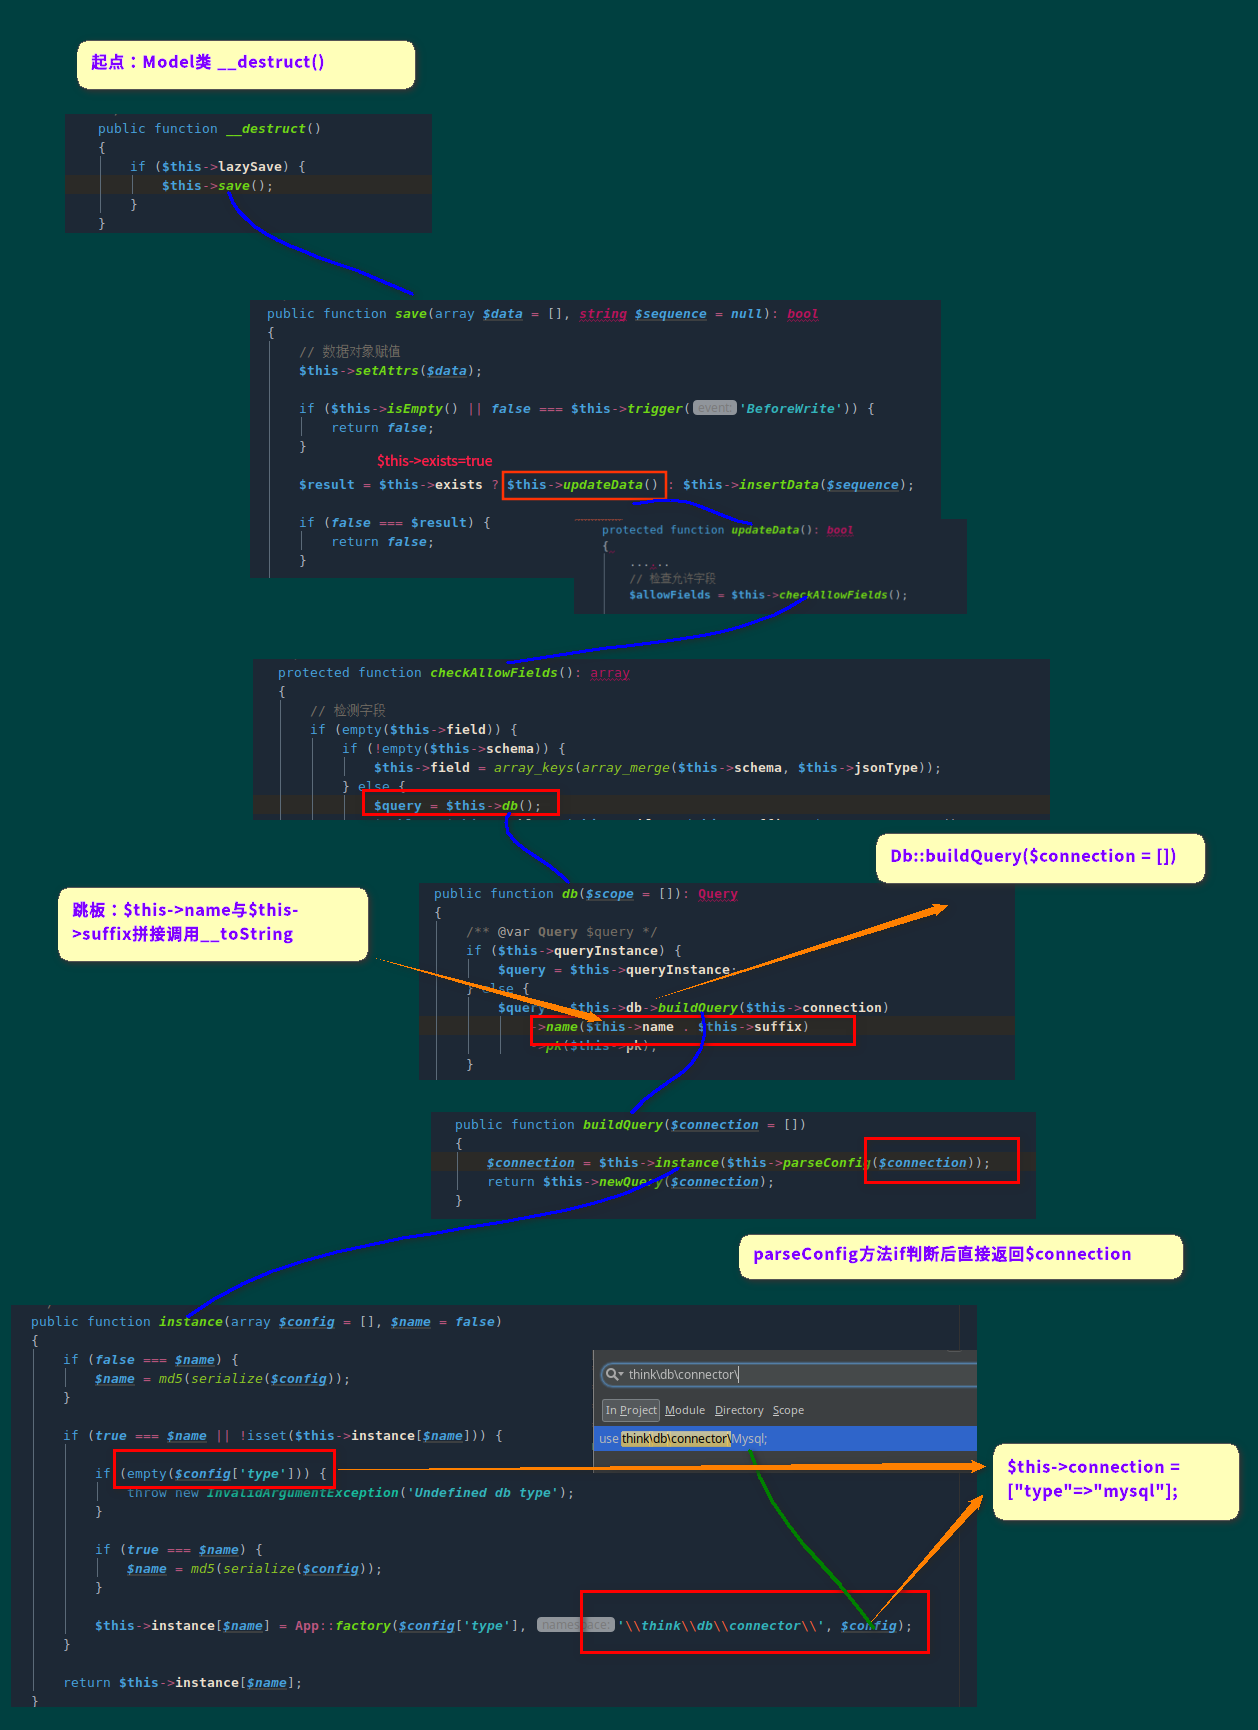 起点：Model类 __destruct()
public function __destruct()
{
if ($this->lazySave) {
$this->save();
}
}
public function save(array $data = [], string $sequence = null): bool
{
// 数据对象赋值
$this->setAttrs($data);
if ($this->isEmpty() || false === $this->trigger( event: 'BeforeWrite')) {
return false;
}
$this->exists=true
$result = $this->exists ? $this->updateData() : $this->insertData($sequence);
if (false === $result) {
return false;
}
protected function updateData(): bool
{
......
// 检查允许字段
$allowFields = $this->checkAllowFields();
protected function checkAllowFields(): array
{
// 检测字段
if (empty($this->field)) {
if (!empty($this->schema)) {
$this->field = array_keys(array_merge($this->schema, $this->jsonType));
} else {
$query = $this->db();
Db::buildQuery($connection = [])
跳板：$this->name与$this-
>suffix拼接调用__toString
public function db($scope = []): Query
{
/** @var Query $query */
if ($this->queryInstance) {
$query = $this->queryInstance;
} else {
$query = $this->db->buildQuery($this->connection)
->name($this->name . $this->suffix)
->pk($this->pk);
}
public function buildQuery($connection = [])
{
$connection = $this->instance($this->parseConfig($connection));
return $this->newQuery($connection);
}
parseConfig方法if判断后直接返回$connection
public function instance(array $config = [], $name = false)
{
if (false === $name) {
$name = md5(serialize($config));
}
think\db\connector\
In Project Module Directory Scope
use think\db\connector\Mysql;
if (true === $name || !isset($this->instance[$name])) {
if (empty($config['type'])) {
throw new InvalidArgumentException('Undefined db type');
}
$this->connection =
["type"=>"mysql"];
if (true === $name) {
$name = md5(serialize($config));
}
$this->instance[$name] = App::factory($config['type'], namespace: '\\think\\db\\connector\\', $config);
}
return $this->instance[$name];
}